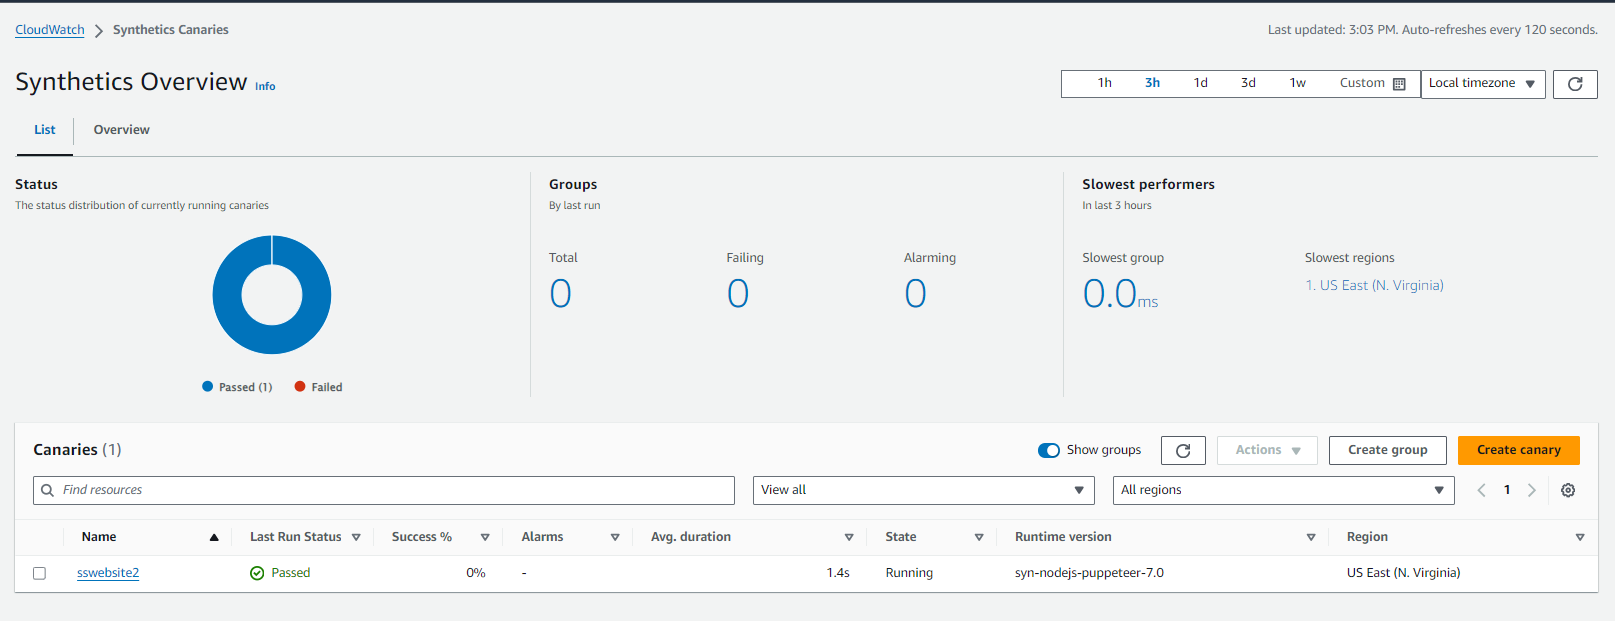 CloudWatch > Synthetics Canaries
Last updated: 3:03 PM. Auto-refreshes every 120 seconds.
Synthetics Overview Info
1h 3h 1d 3d 1w Custom Local timezone
List Overview
Status
The status distribution of currently running canaries
Passed (1) Failed
Groups
By last run
Total Failing Alarming
0 0 0
Slowest performers
In last 3 hours
Slowest group Slowest regions
0.0ms 1. US East (N. Virginia)
Canaries (1)
Show groups Actions Create group Create canary
Find resources View all All regions 1
Name Last Run Status Success % Alarms Avg. duration State Runtime version Region
sswebsite2 Passed 0% - 1.4s Running syn-nodejs-puppeteer-7.0 US East (N. Virginia)